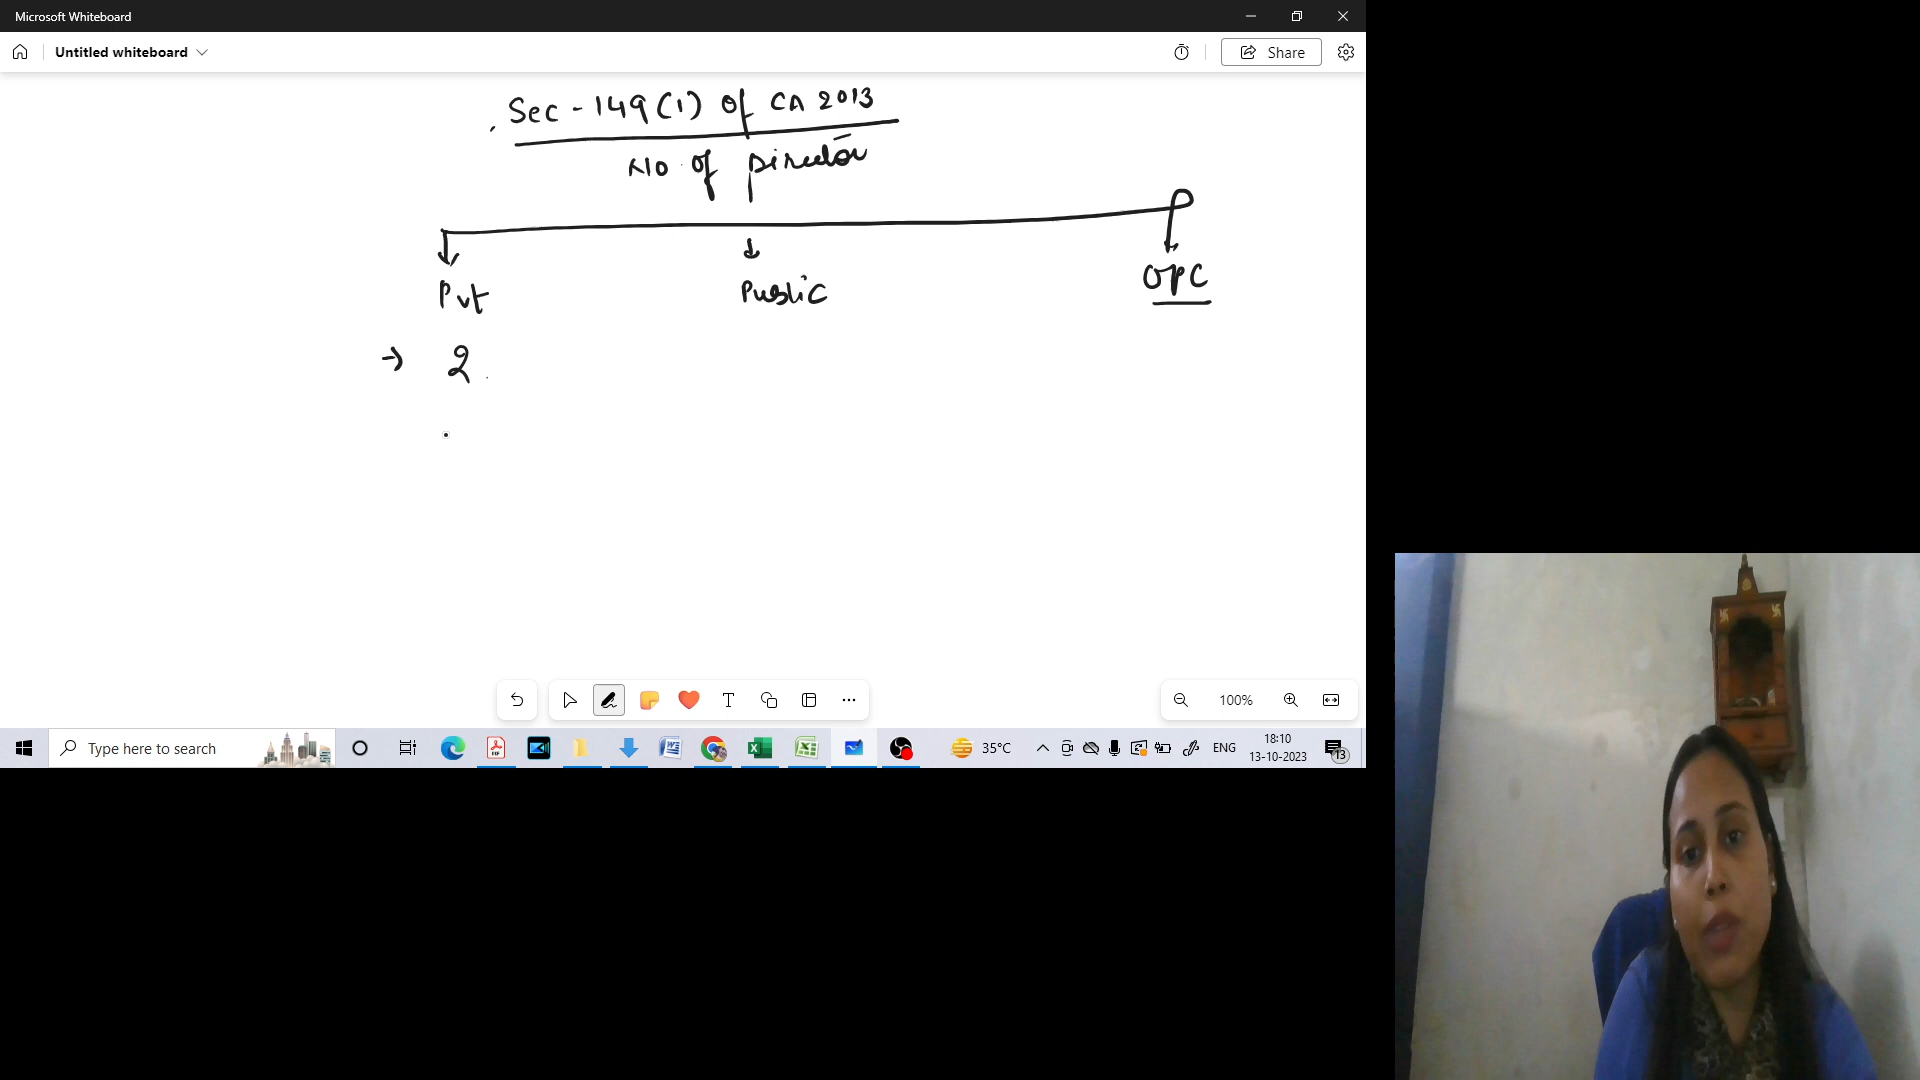 Microsoft Whiteboard
Untitled whiteboard
Share
Sec - 149(1) of CA 2013
No. of Director
Pvt Public OPC
→ 2
T
100%
Type here to search
35°C
ENG
18:10
13-10-2023
13